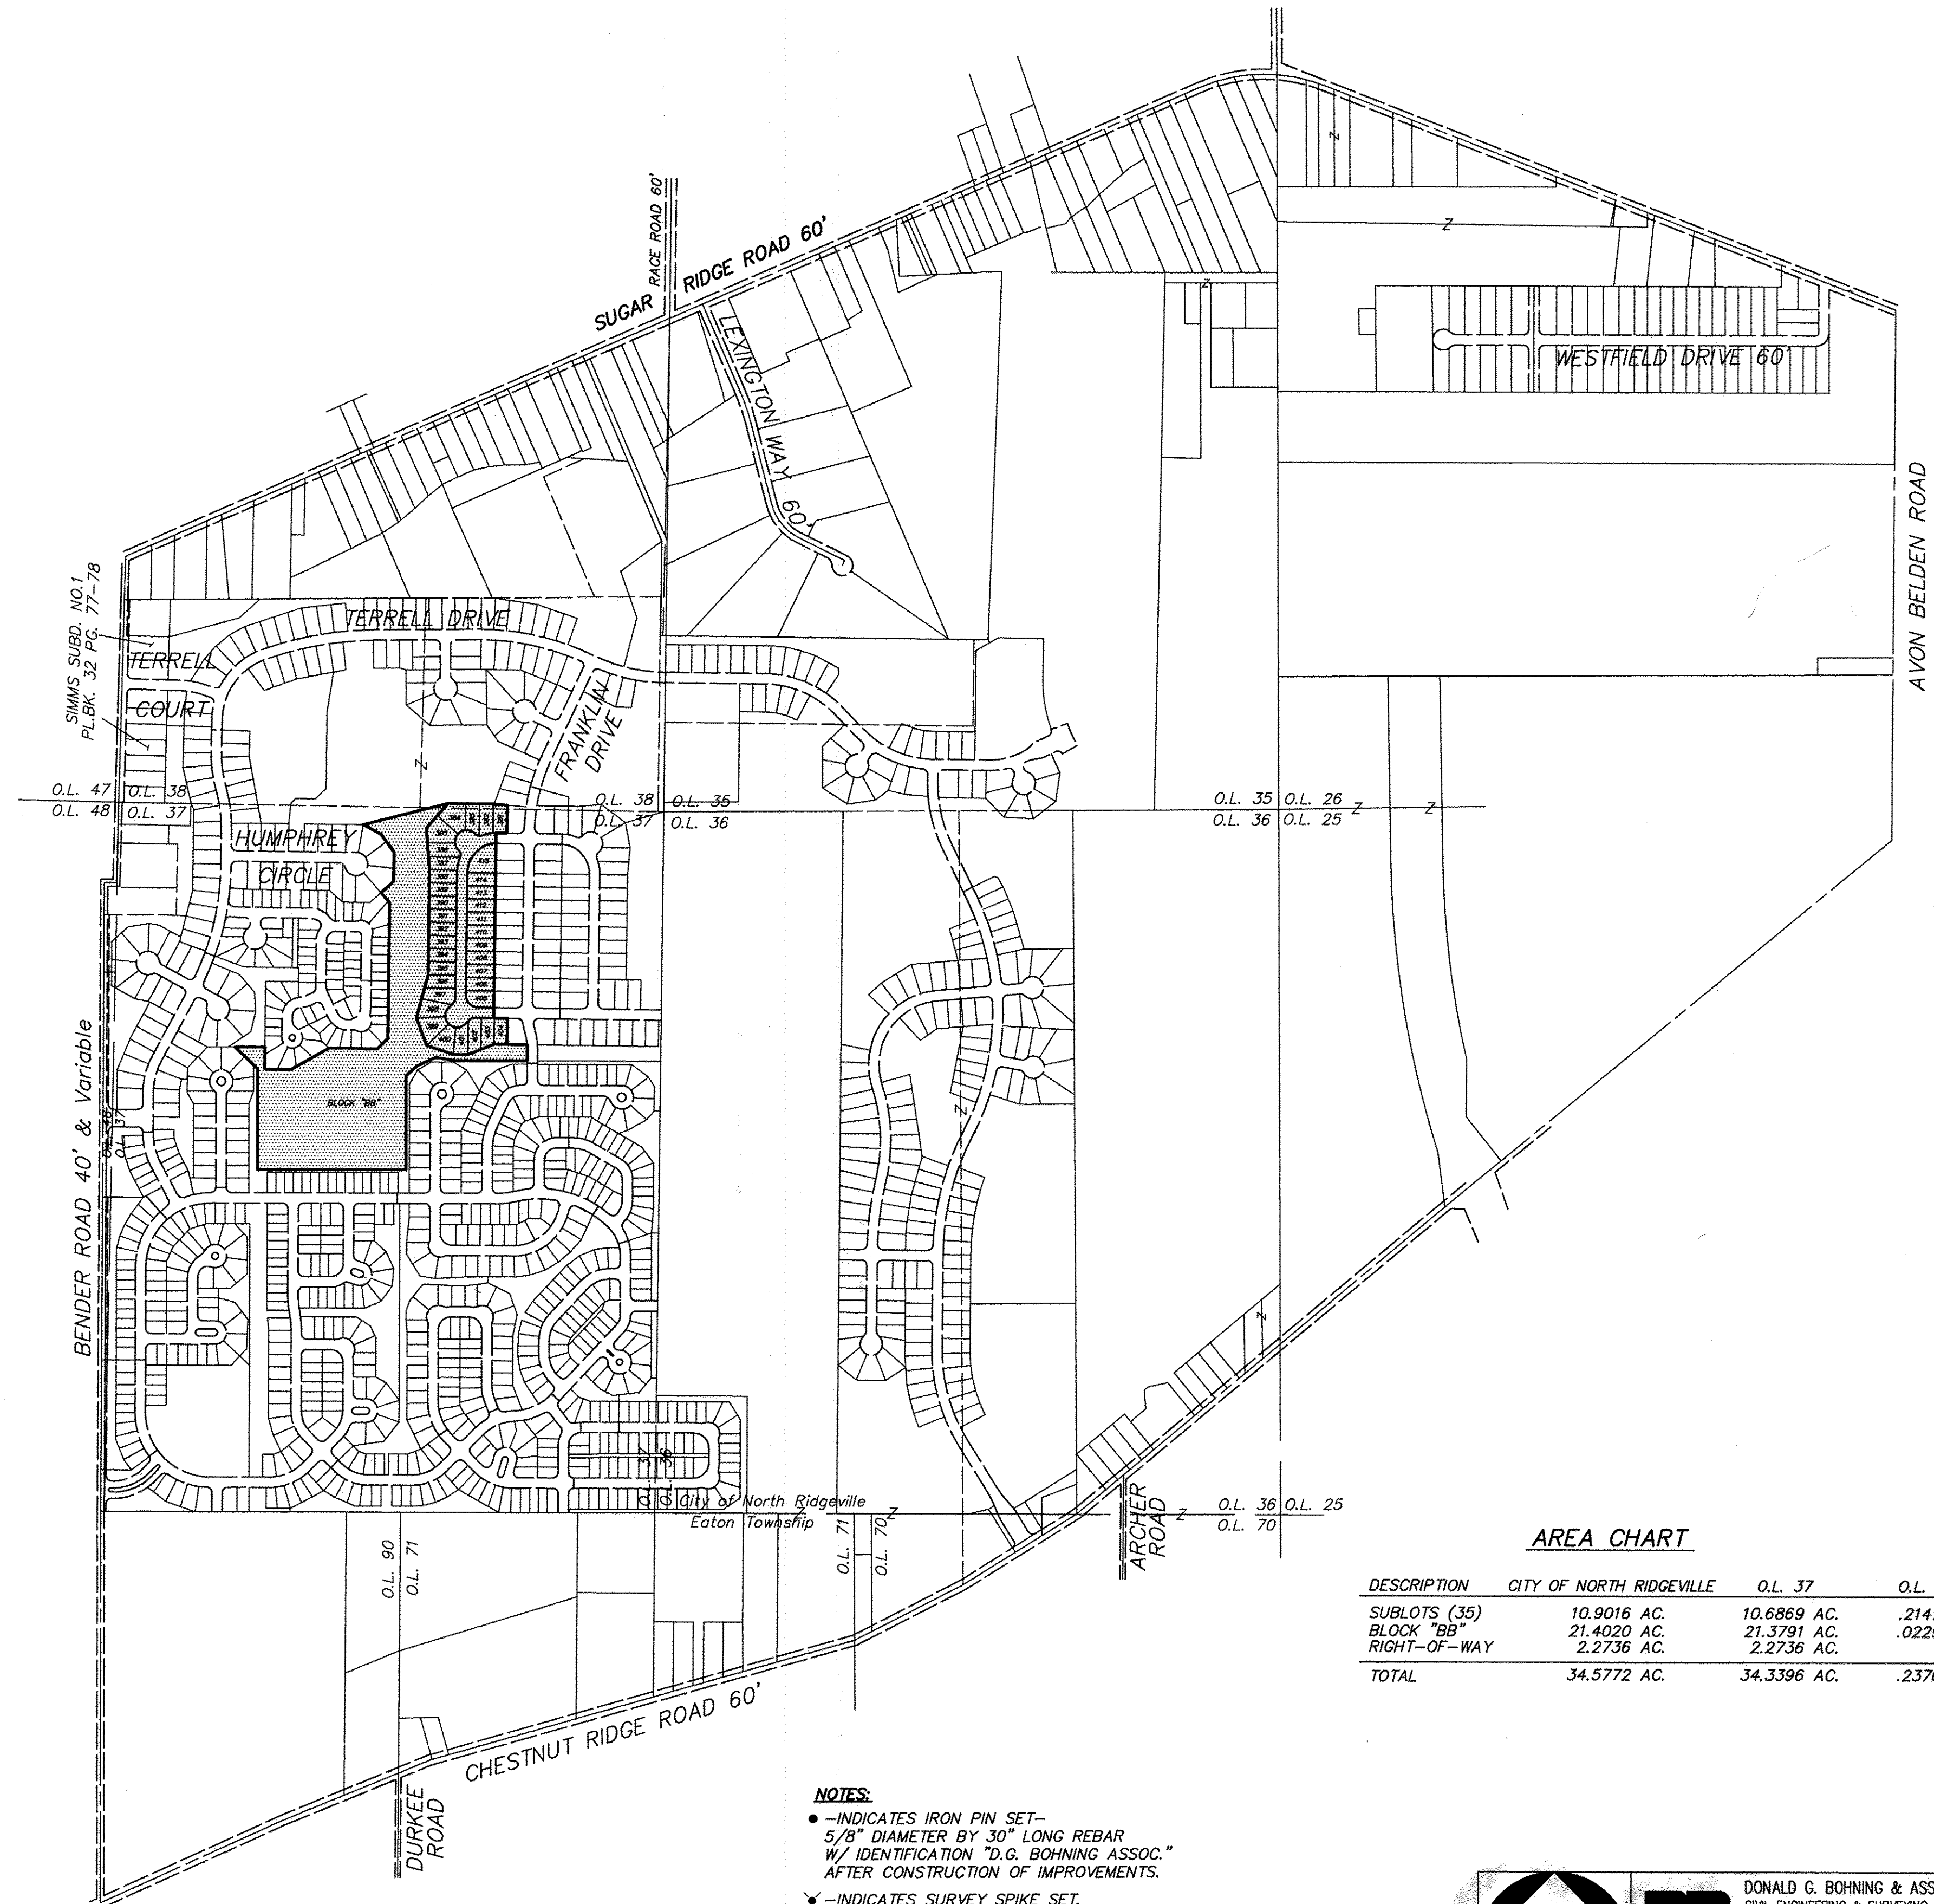 SUGAR RIDGE ROAD 60'
RACE ROAD 60'
LEXINGTON WAY 60'
WESTFIELD DRIVE 60'
AVON BELDEN ROAD
SIMMS SUBD. NO.1
PL.BK. 32 PG. 77-78
TERRELL DRIVE
TERRELL
COURT
FRANKLIN
DRIVE
O.L. 47 O.L. 38
O.L. 48 O.L. 37
O.L. 38 O.L. 35
O.L. 37 O.L. 36
O.L. 35 O.L. 26
O.L. 36 O.L. 25
HUMPHREY
CIRCLE
BLOCK "BB"
BENDER ROAD 40' & Variable
O.L. 48
O.L. 37
O.L. 37
O.L. 36
City of North Ridgeville
Eaton Township
O.L. 90
O.L. 71
O.L. 71
O.L. 70
O.L. 36 O.L. 25
O.L. 70
ARCHER
ROAD
CHESTNUT RIDGE ROAD 60'
DURKEE
ROAD
AREA CHART
DESCRIPTION CITY OF NORTH RIDGEVILLE O.L. 37 O.L.
SUBLOTS (35) 10.9016 AC. 10.6869 AC.
BLOCK "BB" 21.4020 AC. 21.3791 AC.
RIGHT-OF-WAY 2.2736 AC. 2.2736 AC.
TOTAL 34.5772 AC. 34.3396 AC.
NOTES:
-INDICATES IRON PIN SET-
5/8" DIAMETER BY 30" LONG REBAR
W/ IDENTIFICATION "D.G. BOHNING ASSOC."
AFTER CONSTRUCTION OF IMPROVEMENTS.
-INDICATES SURVEY SPIKE SET.
DONALD G. BOHNING & ASS